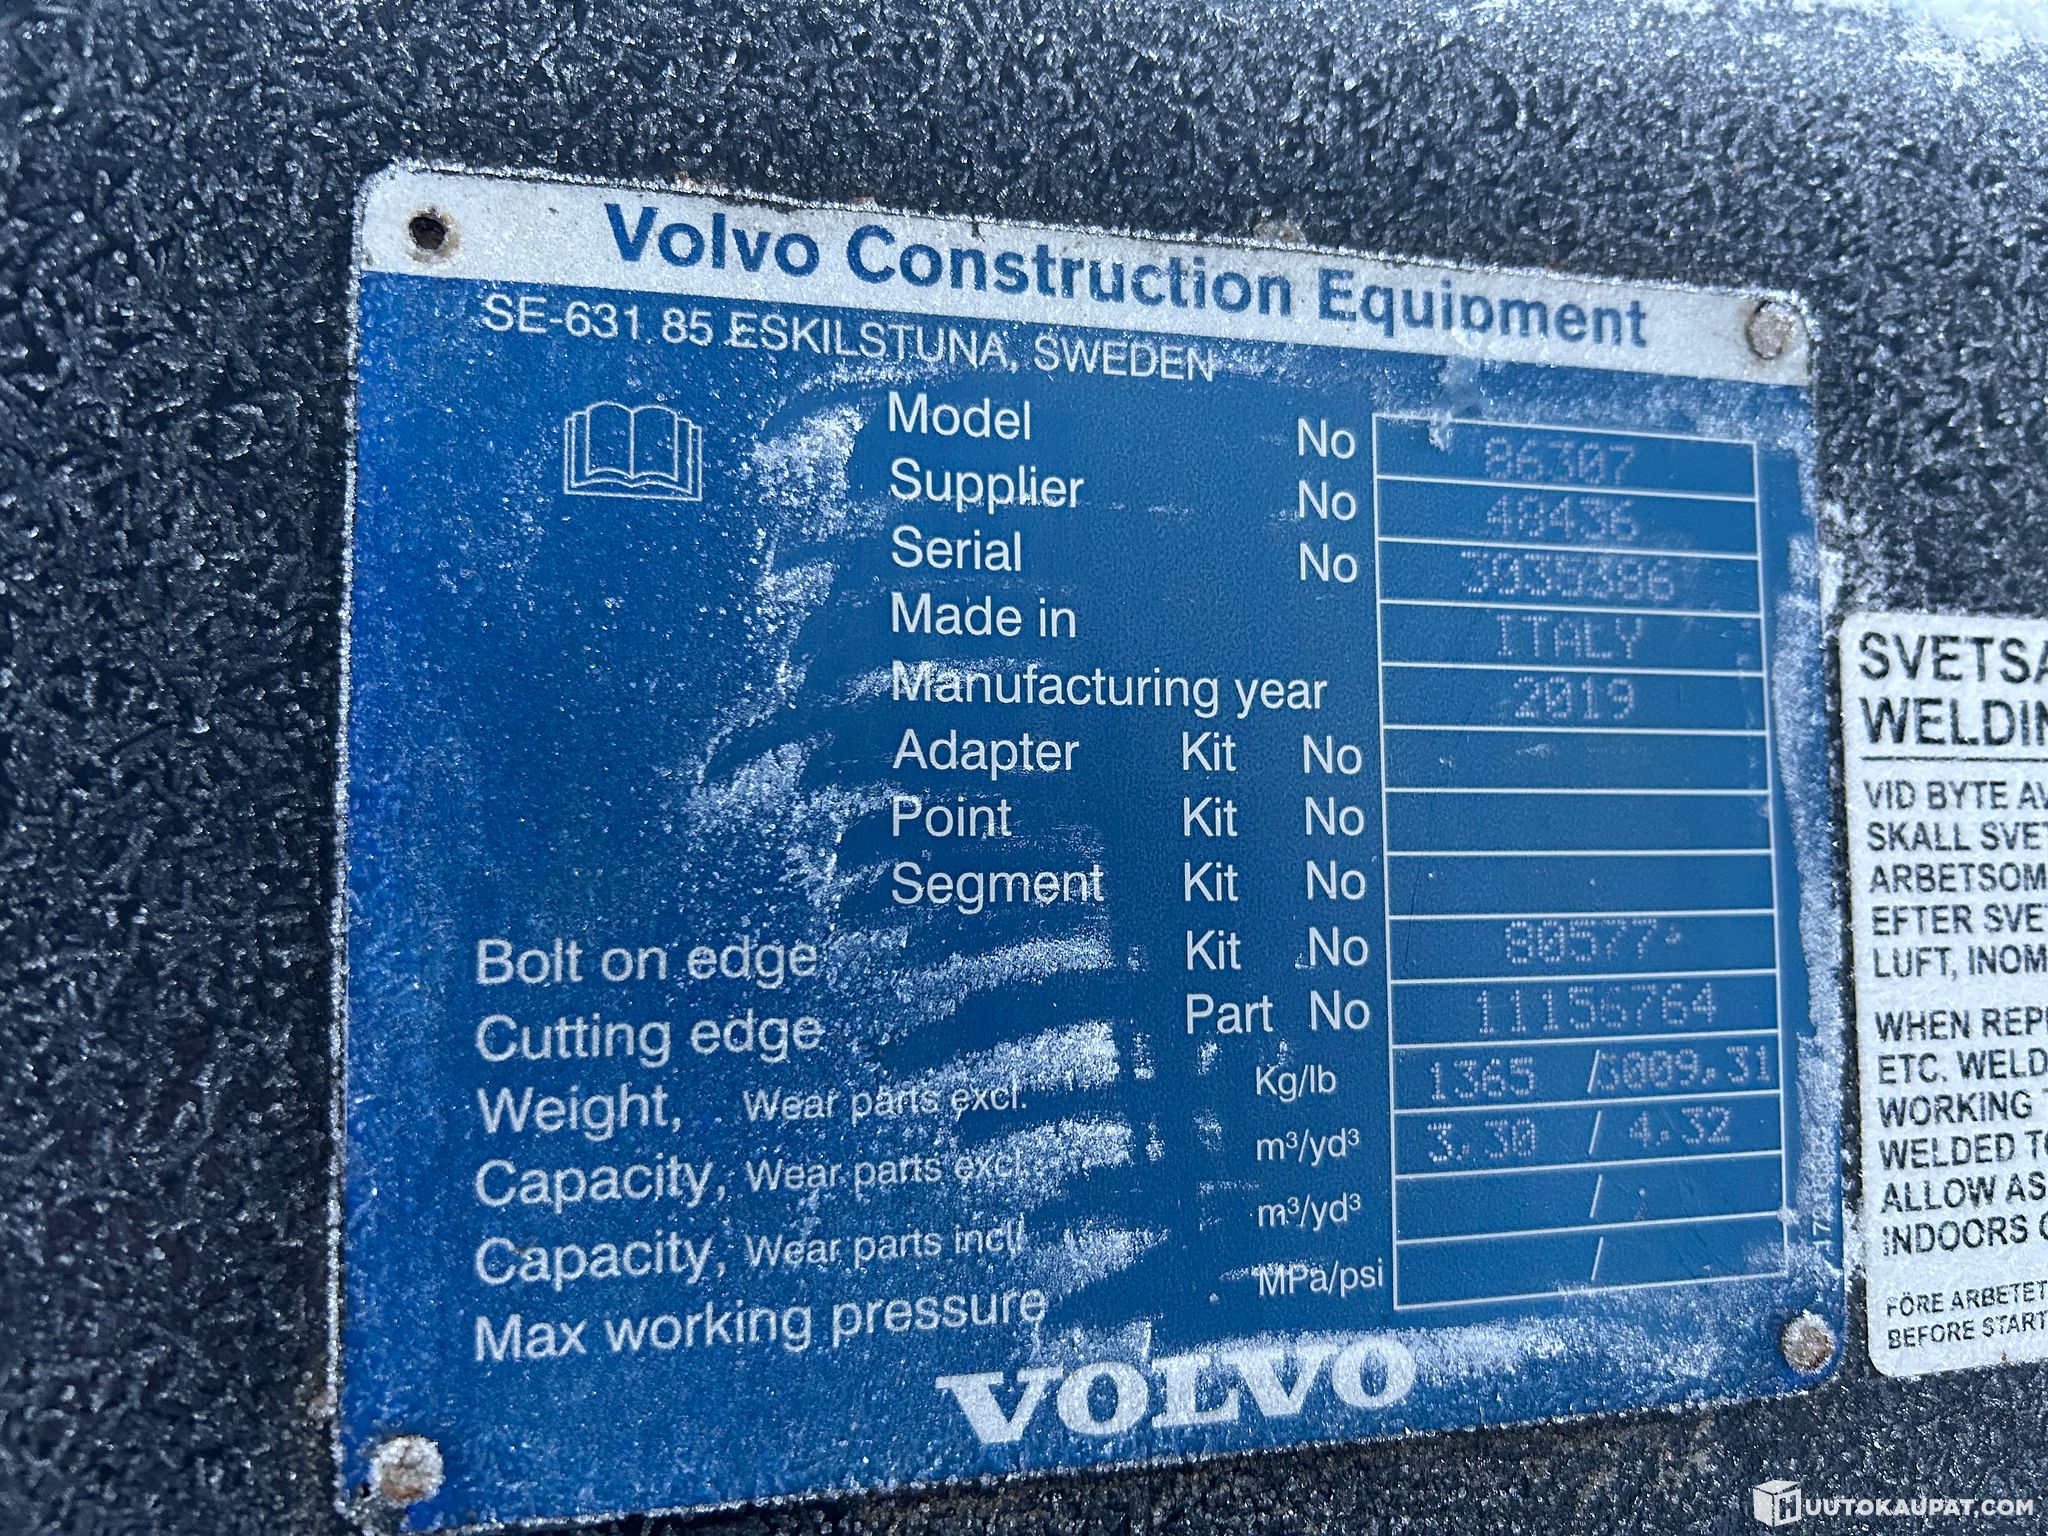 Volvo Construction Equipment
SE-631 85 ESKILSTUNA, SWEDEN
Model No 86307
Supplier No 48436
Serial No 3035286
Made in ITALY
Manufacturing year 2019
Adapter Kit No
Point Kit No
Segment Kit No
Bolt on edge Kit No 80577
Cutting edge Part No 11156764
Weight, Wear parts excl. Kg/lb 1365 /3009.31
Capacity, Wear parts excl. m³/yd³ 3.30 / 4.32
Capacity, Wear parts incl. m³/yd³ /
Max working pressure MPa/psi /
VOLVO
SVETSA
WELDIN
VID BYTE AV
SKALL SVET
ARBETSOM
EFTER SVE
LUFT, INOM
WHEN REPL
ETC. WELD
WORKING
WELDED TO
ALLOW AS
INDOORS
FÖRE ARBETET
BEFORE START
HUUTOKAUPAT.COM